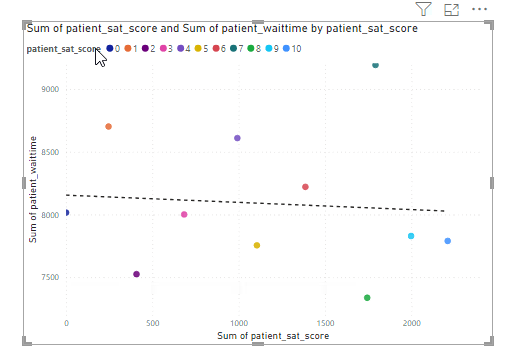 Sum of patient_sat_score and Sum of patient_waittime by patient_sat_score
patient_sat_score 0 1 2 3 4 5 6 7 8 9 10
9000
8500
8000
7500
Sum of patient_waittime
0 500 1000 1500 2000
Sum of patient_sat_score